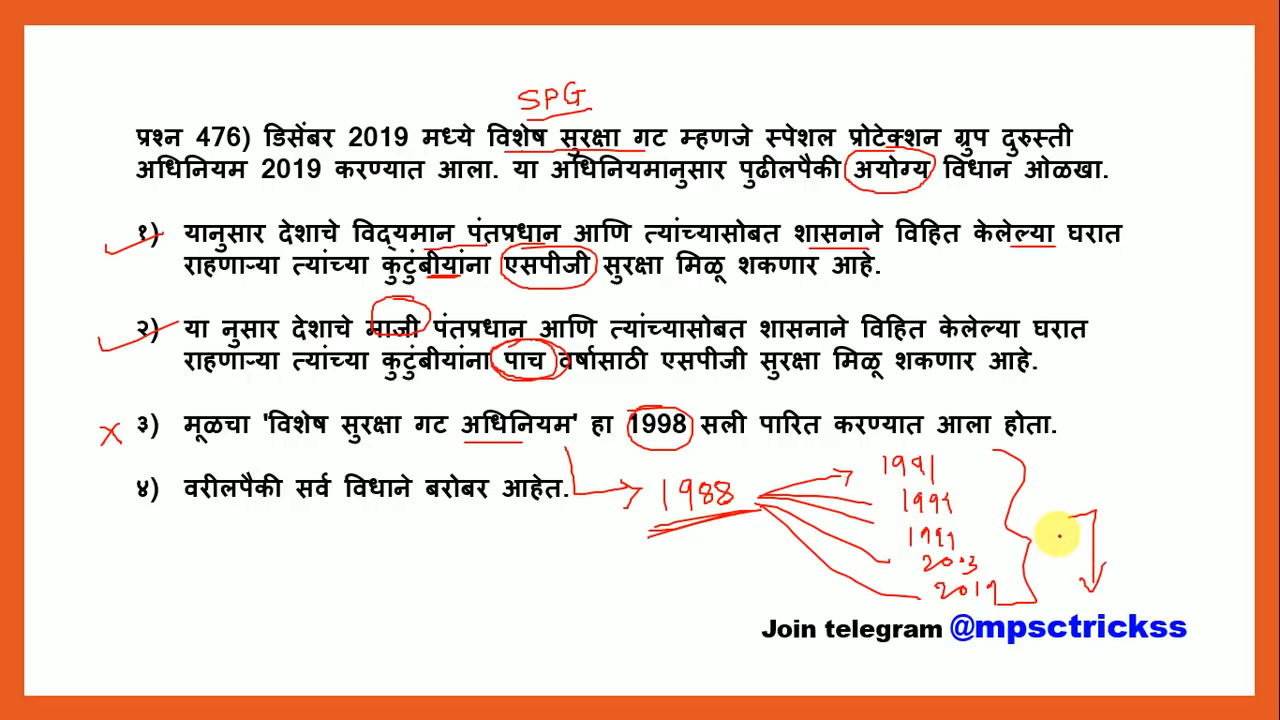 SPG
प्रश्न 476) डिसेंबर 2019 मध्ये विशेष सुरक्षा गट म्हणजे स्पेशल प्रोटेक्शन ग्रुप दुरुस्ती
अधिनियम 2019 करण्यात आला. या अधिनियमानुसार पुढीलपैकी अयोग्य विधान ओळखा.
१) यानुसार देशाचे विद्यमान पंतप्रधान आणि त्यांच्यासोबत शासनाने विहित केलेल्या घरात
राहणाऱ्या त्यांच्या कुटुंबीयांना एसपीजी सुरक्षा मिळू शकणार आहे.
२) या नुसार देशाचे माजी पंतप्रधान आणि त्यांच्यासोबत शासनाने विहित केलेल्या घरात
राहणाऱ्या त्यांच्या कुटुंबीयांना पाच वर्षासाठी एसपीजी सुरक्षा मिळू शकणार आहे.
३) मूळचा 'विशेष सुरक्षा गट अधिनियम' हा 1998 सली पारित करण्यात आला होता.
४) वरीलपैकी सर्व विधाने बरोबर आहेत.
1988
1991
1994
1999
2003
2019
Join telegram @mpsctrickss